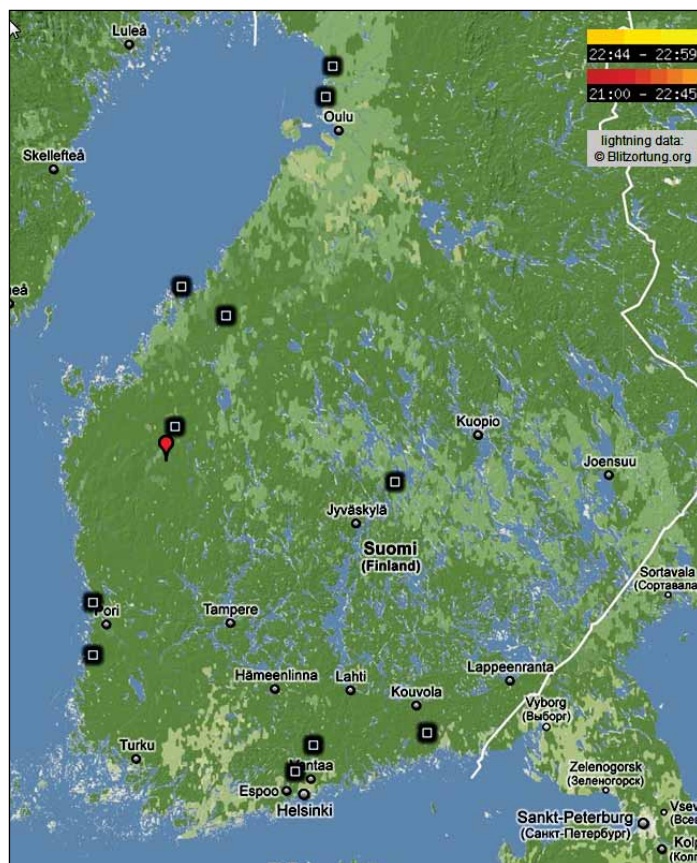 Luleå
22:44 - 22:59
21:00 - 22:45
Oulu
lightning data:
© Blitzortung.org
Skellefteå
Kuopio
Joensuu
Jyväskylä
Suomi
(Finland)
Sortavala
(Сортавала
Pori
Tampere
Hämeenlinna
Lahti
Lappeenranta
Kouvola
Vyborg
(Выборг)
Turku
Vantaa
Zelenogorsk
(Зеленогорск)
Espoo
Helsinki
Sankt-Peterburg
(Санкт-Петербург)
Vsev
(Все